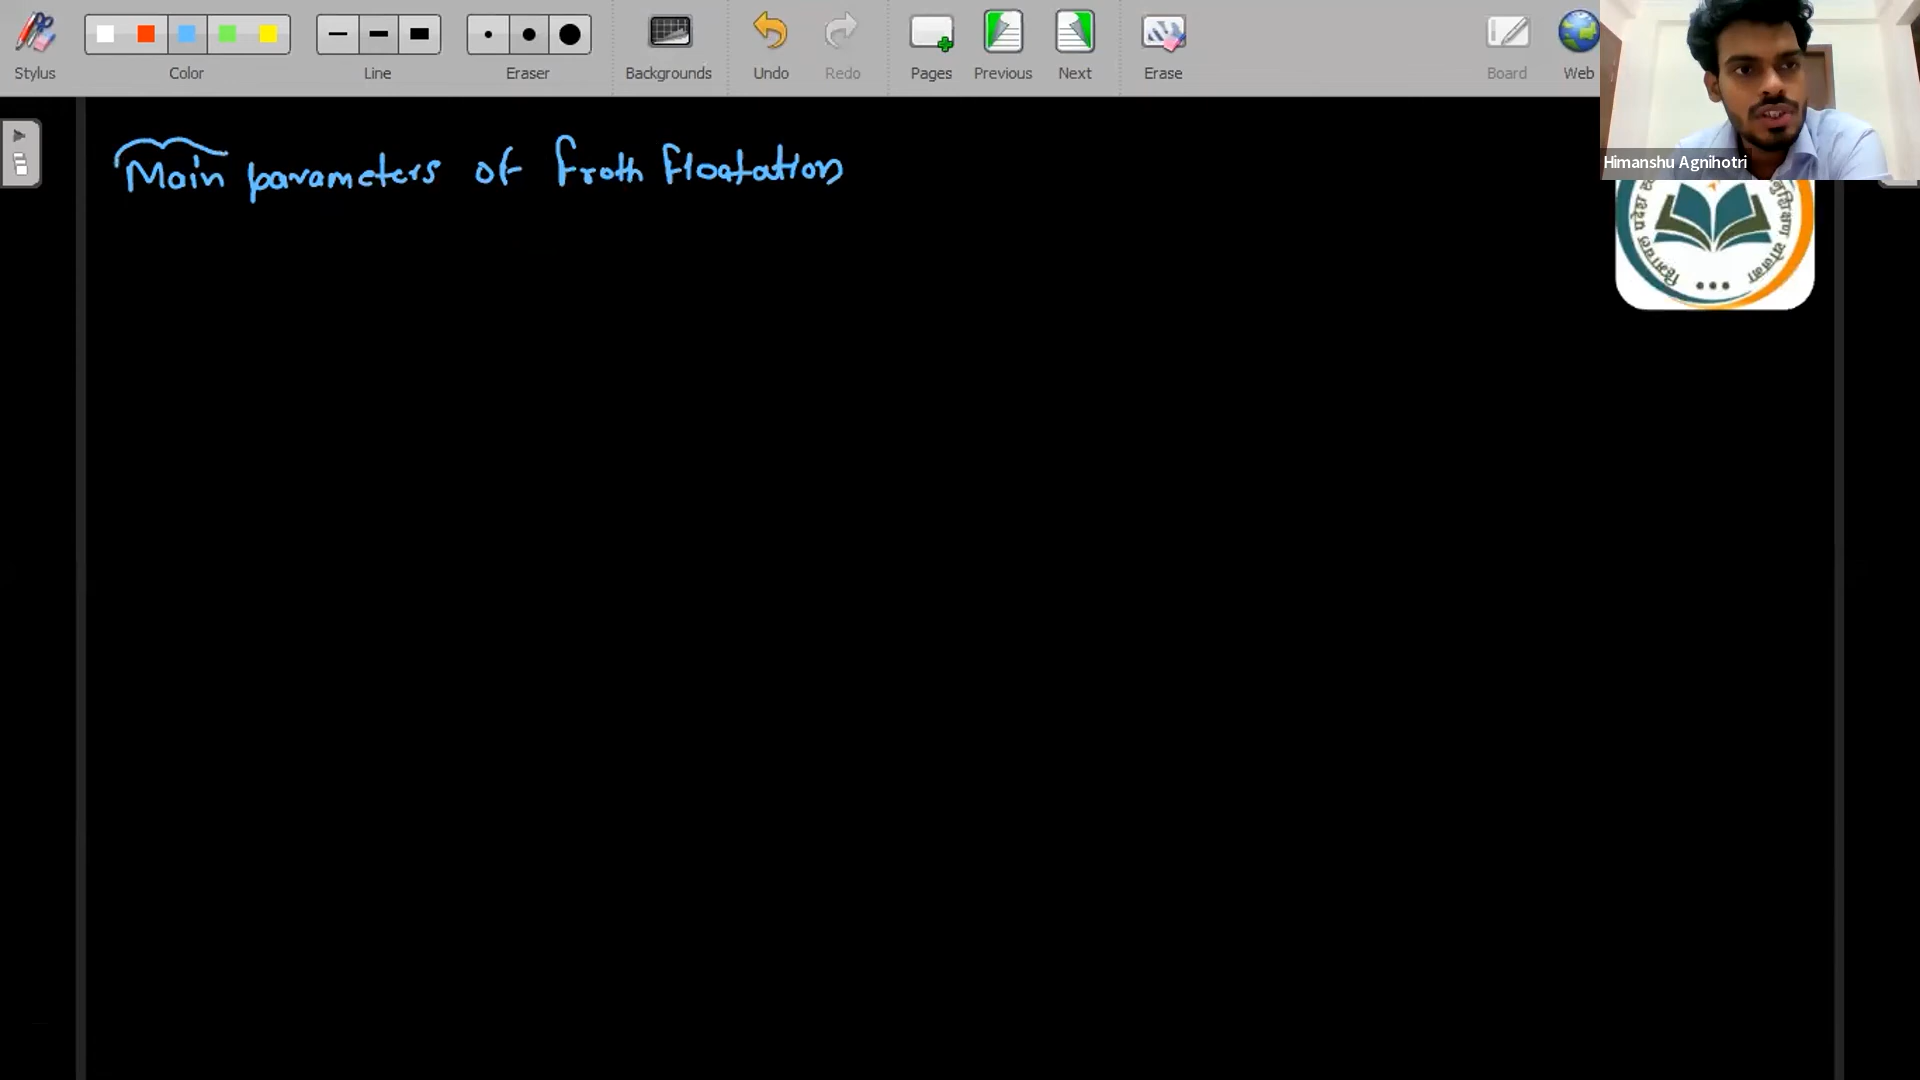 Stylus Color Line Eraser Backgrounds Undo Redo Pages Previous Next Erase Board Web
Himanshu Agnihotri
Main parameters of Froth Floatation